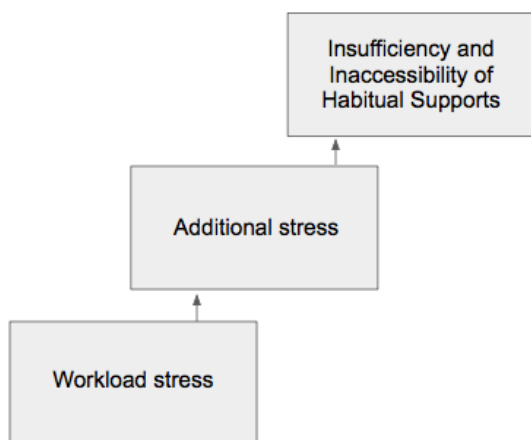 Insufficiency and
Inaccessibility of
Habitual Supports
Additional stress
Workload stress